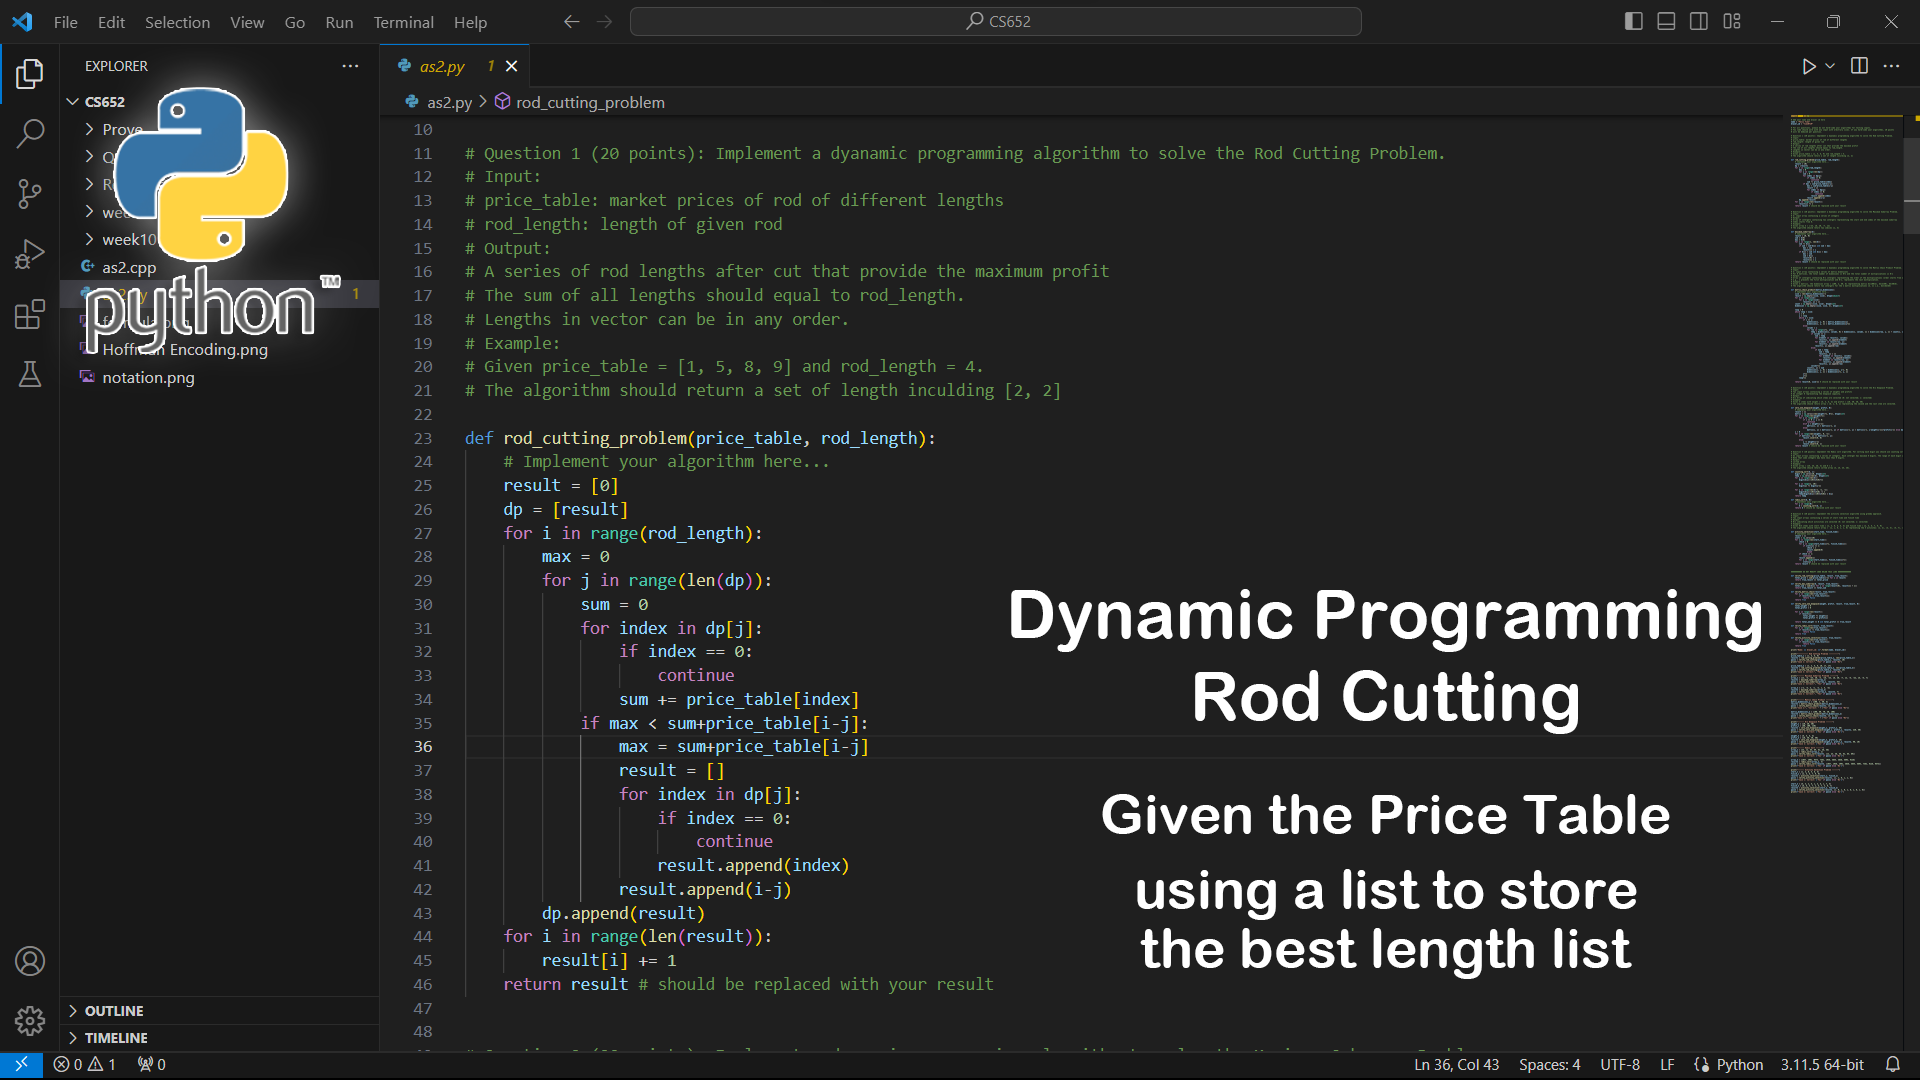 File Edit Selection View Go Run Terminal Help
CS652
EXPLORER
CS652
Prove
week10
as2.cpp
1
Hoffman Encoding.png
notation.png
OUTLINE
TIMELINE
python
TM
as2.py 1
as2.py > rod_cutting_problem
10
11 # Question 1 (20 points): Implement a dyanamic programming algorithm to solve the Rod Cutting Problem.
12 # Input:
13 # price_table: market prices of rod of different lengths
14 # rod_length: length of given rod
15 # Output:
16 # A series of rod lengths after cut that provide the maximum profit
17 # The sum of all lengths should equal to rod_length.
18 # Lengths in vector can be in any order.
19 # Example:
20 # Given price_table = [1, 5, 8, 9] and rod_length = 4.
21 # The algorithm should return a set of length inculding [2, 2]
22
23 def rod_cutting_problem(price_table, rod_length):
24 # Implement your algorithm here...
25 result = [0]
26 dp = [result]
27 for i in range(rod_length):
28 max = 0
29 for j in range(len(dp)):
30 sum = 0
31 for index in dp[j]:
32 if index == 0:
33 continue
34 sum += price_table[index]
35 if max < sum+price_table[i-j]:
36 max = sum+price_table[i-j]
37 result = []
38 for index in dp[j]:
39 if index == 0:
40 continue
41 result.append(index)
42 result.append(i-j)
43 dp.append(result)
44 for i in range(len(result)):
45 result[i] += 1
46 return result # should be replaced with your result
47
48
Dynamic Programming
Rod Cutting
Given the Price Table
using a list to store
the best length list
0 1 0 Ln 36, Col 43 Spaces: 4 UTF-8 LF Python 3.11.5 64-bit